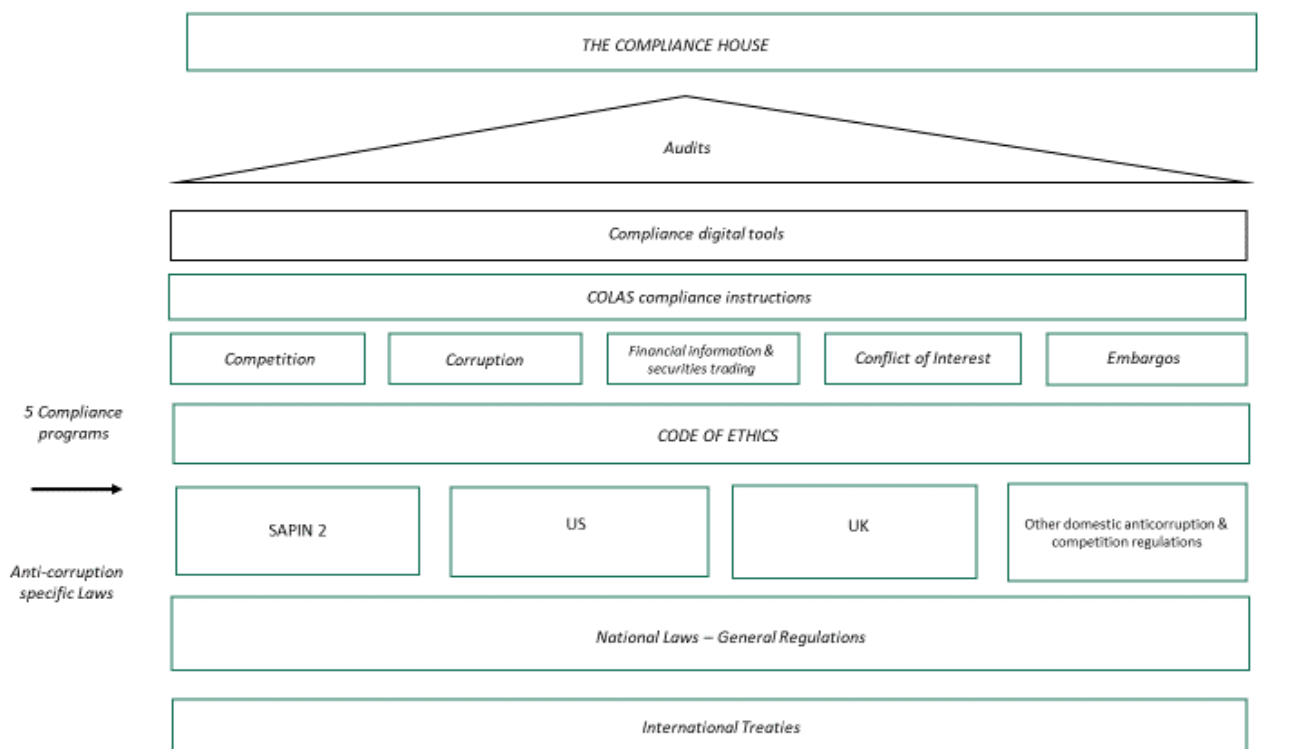 THE COMPLIANCE HOUSE
Audits
Compliance digital tools
COLAS compliance instructions
Competition
Corruption
Financial information &
securities trading
Conflict of Interest
Embargos
5 Compliance
programs
CODE OF ETHICS
SAPIN 2
US
UK
Other domestic anticorruption &
competition regulations
Anti-corruption
specific Laws
National Laws – General Regulations
International Treaties